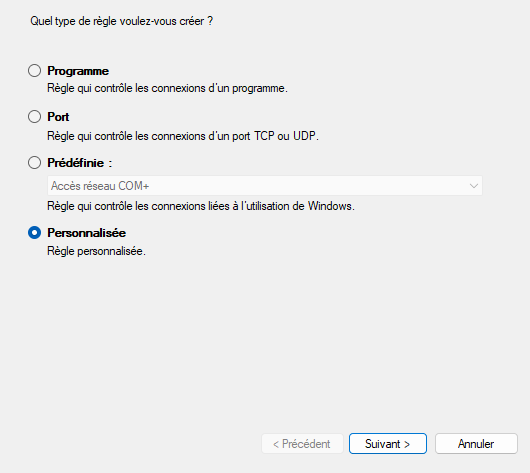 Quel type de règle voulez-vous créer ?
Programme
Règle qui contrôle les connexions d'un programme.
Port
Règle qui contrôle les connexions d'un port TCP ou UDP.
Prédéfinie :
Accès réseau COM+
Règle qui contrôle les connexions liées à l'utilisation de Windows.
Personnalisée
Règle personnalisée.
< Précédent Suivant > Annuler